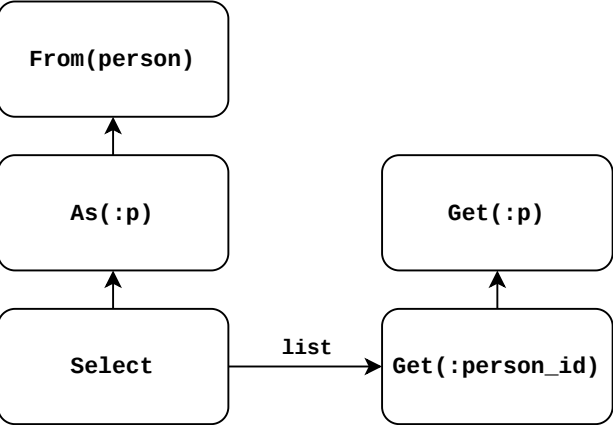 From(person)
As(:p)
Get(:p)
Select
list
Get(:person_id)